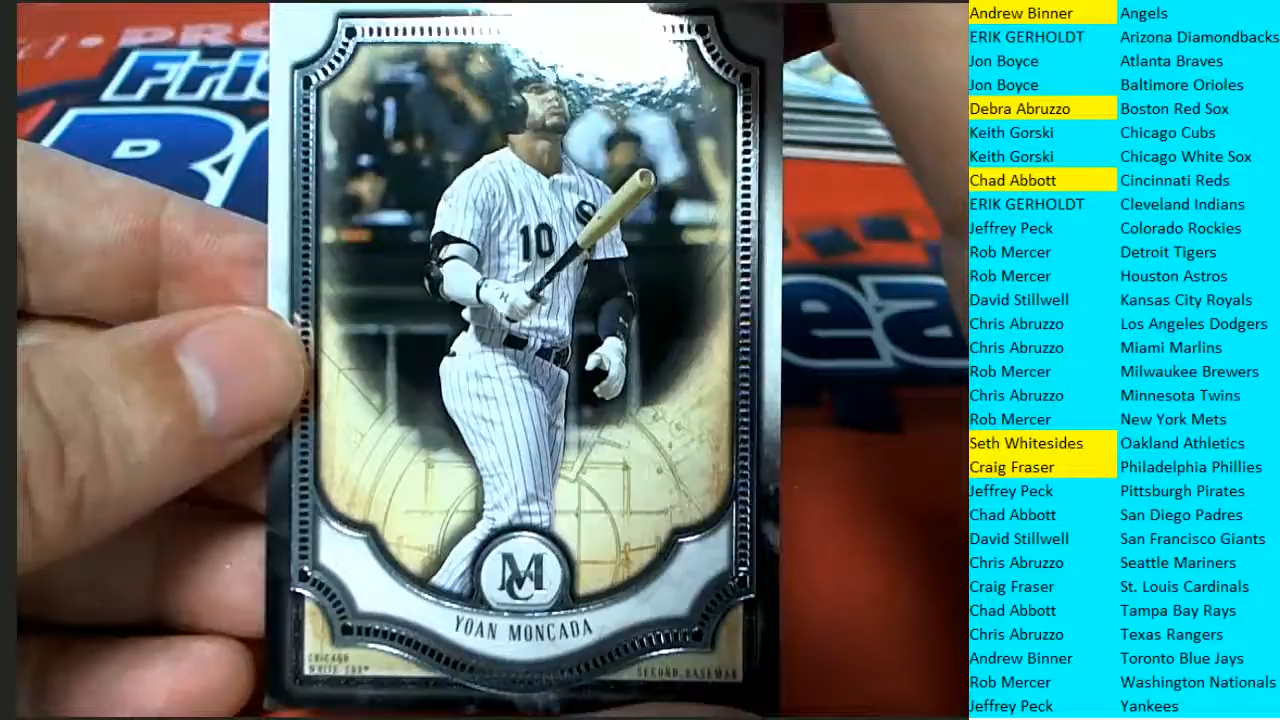 PRO
Fri
B
ea
10
MC
YOAN MONCADA
CHICAGO
WHITE SOX
SECOND BASEMAN
Andrew Binner Angels
ERIK GERHOLDT Arizona Diamondbacks
Jon Boyce Atlanta Braves
Jon Boyce Baltimore Orioles
Debra Abruzzo Boston Red Sox
Keith Gorski Chicago Cubs
Keith Gorski Chicago White Sox
Chad Abbott Cincinnati Reds
ERIK GERHOLDT Cleveland Indians
Jeffrey Peck Colorado Rockies
Rob Mercer Detroit Tigers
Rob Mercer Houston Astros
David Stillwell Kansas City Royals
Chris Abruzzo Los Angeles Dodgers
Chris Abruzzo Miami Marlins
Rob Mercer Milwaukee Brewers
Chris Abruzzo Minnesota Twins
Rob Mercer New York Mets
Seth Whitesides Oakland Athletics
Craig Fraser Philadelphia Phillies
Jeffrey Peck Pittsburgh Pirates
Chad Abbott San Diego Padres
David Stillwell San Francisco Giants
Chris Abruzzo Seattle Mariners
Craig Fraser St. Louis Cardinals
Chad Abbott Tampa Bay Rays
Chris Abruzzo Texas Rangers
Andrew Binner Toronto Blue Jays
Rob Mercer Washington Nationals
Jeffrey Peck Yankees